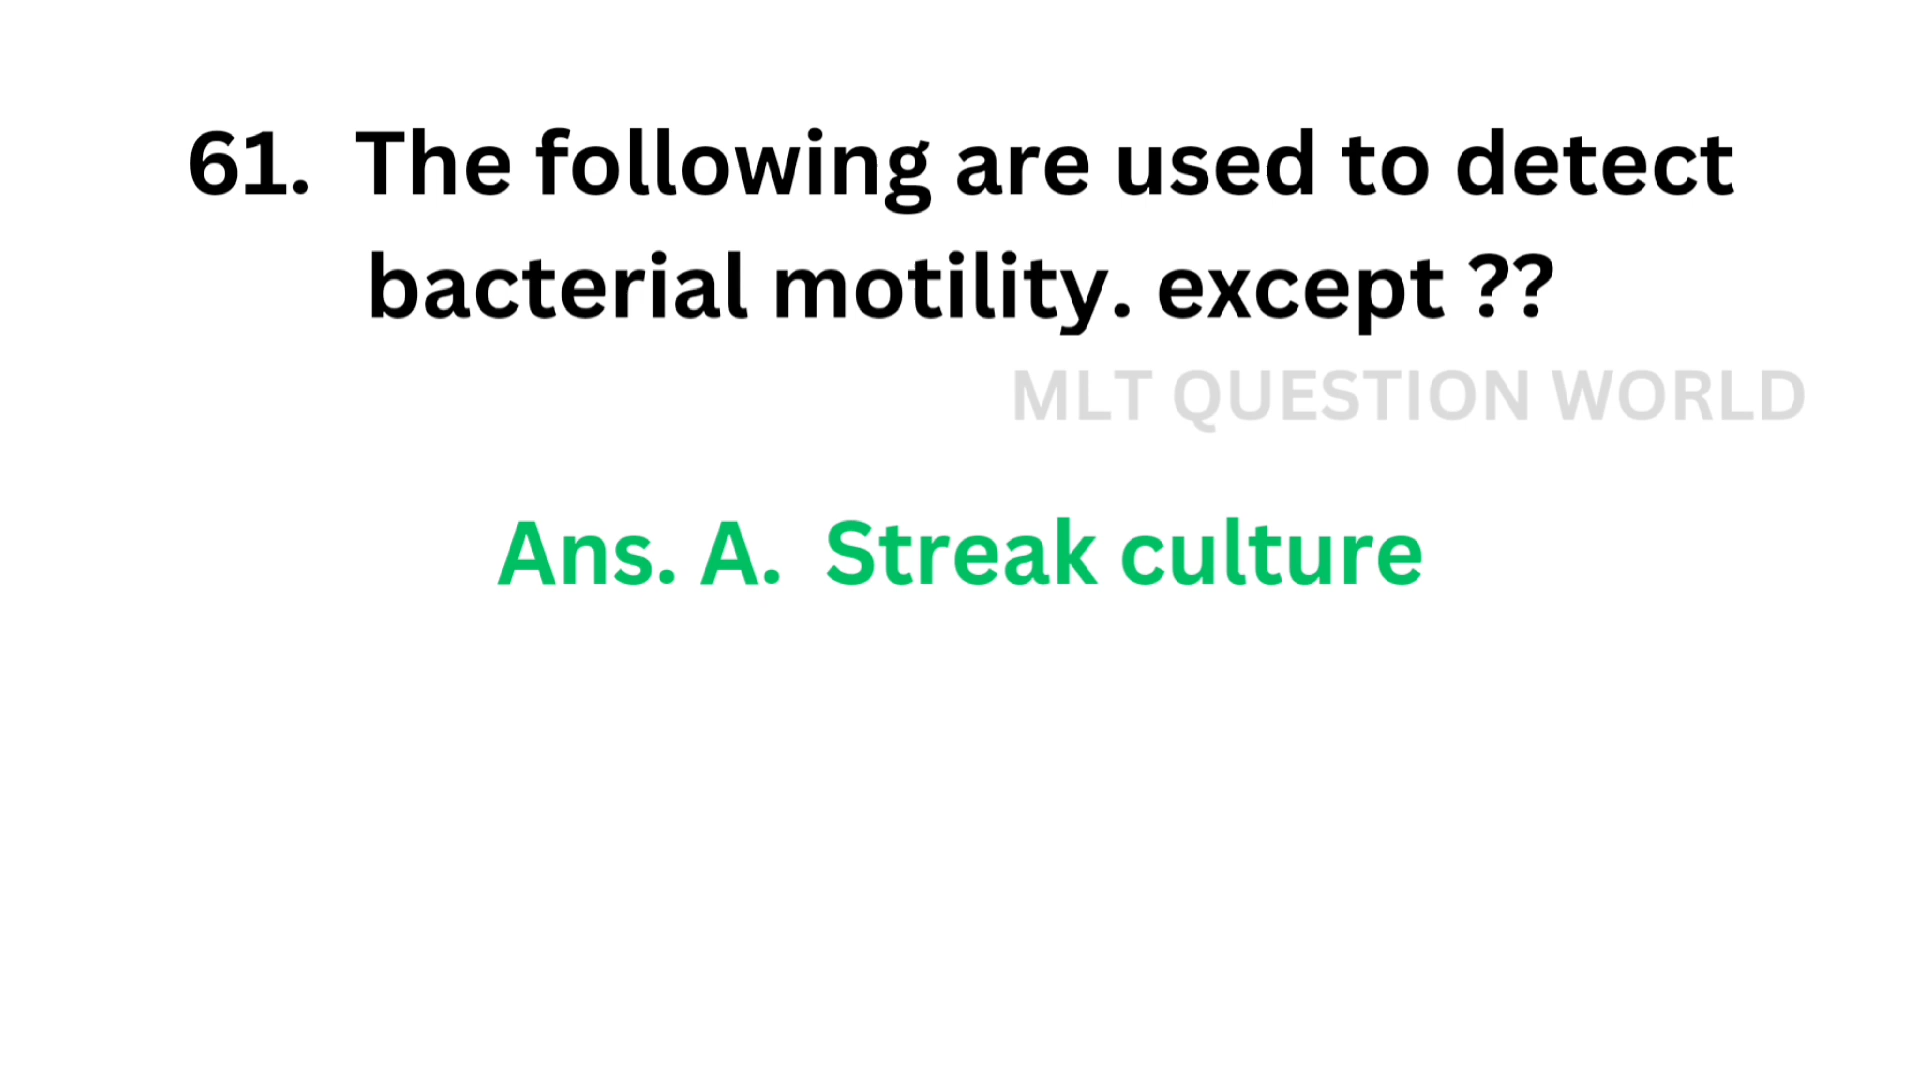 61. The following are used to detect
bacterial motility. except ??
MLT QUESTION WORLD
Ans. A. Streak culture